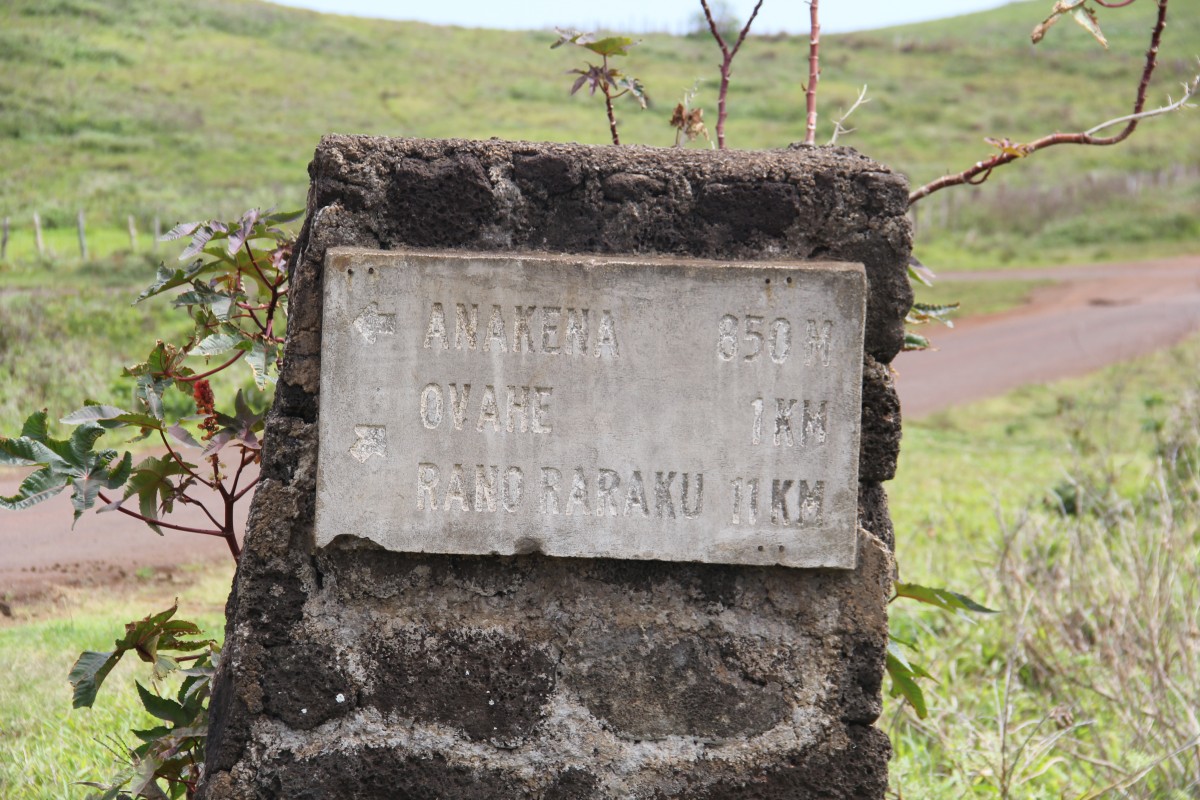 ANAKENA 850 M
OVAHE 1 KM
RANO RARAKU 11 KM